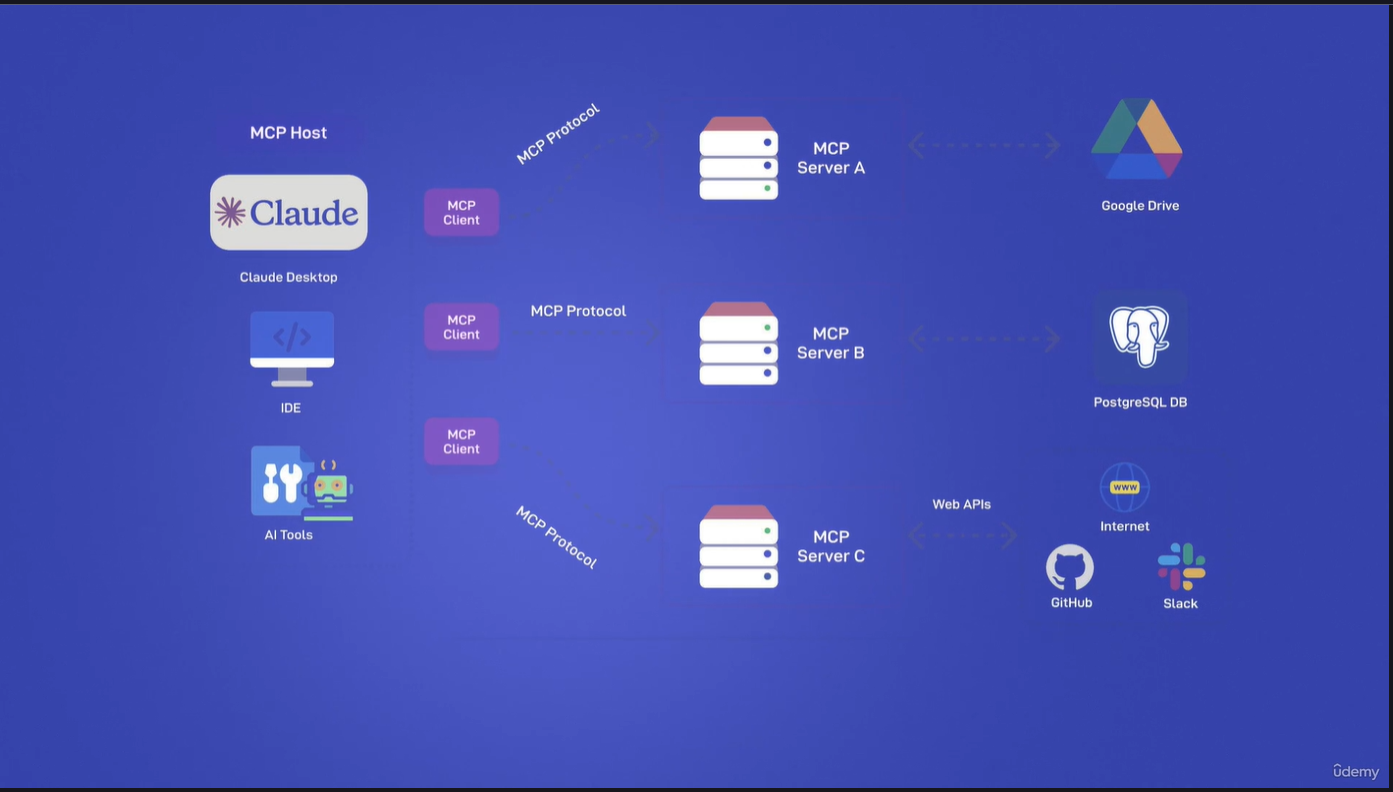 MCP Host
Claude
Claude Desktop
IDE
AI Tools
MCP
Client
MCP
Client
MCP
Client
MCP Protocol
MCP Protocol
MCP Protocol
MCP
Server A
MCP
Server B
MCP
Server C
Google Drive
PostgreSQL DB
Web APIs
www
Internet
GitHub
Slack
ûdemy